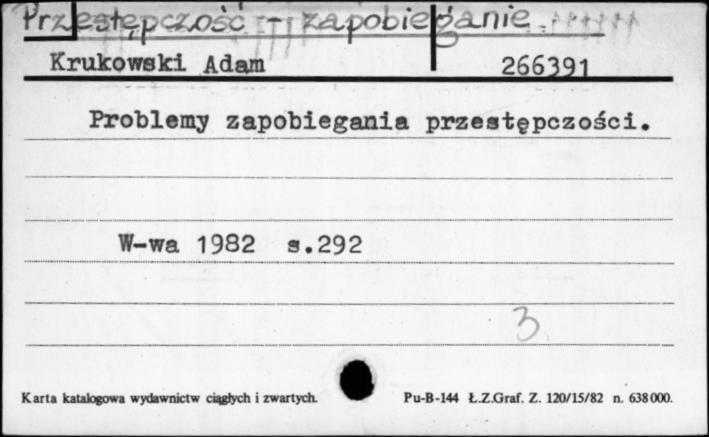 Przestępczość - zapobieganie
Krukowski Adam 266391
Problemy zapobiegania przestępczości.
W-wa 1982 s.292
3
Karta katalogowa wydawnictw ciągłych i zwartych. Pu-B-144 Ł.Z.Graf. Z. 120/15/82 n. 638000.